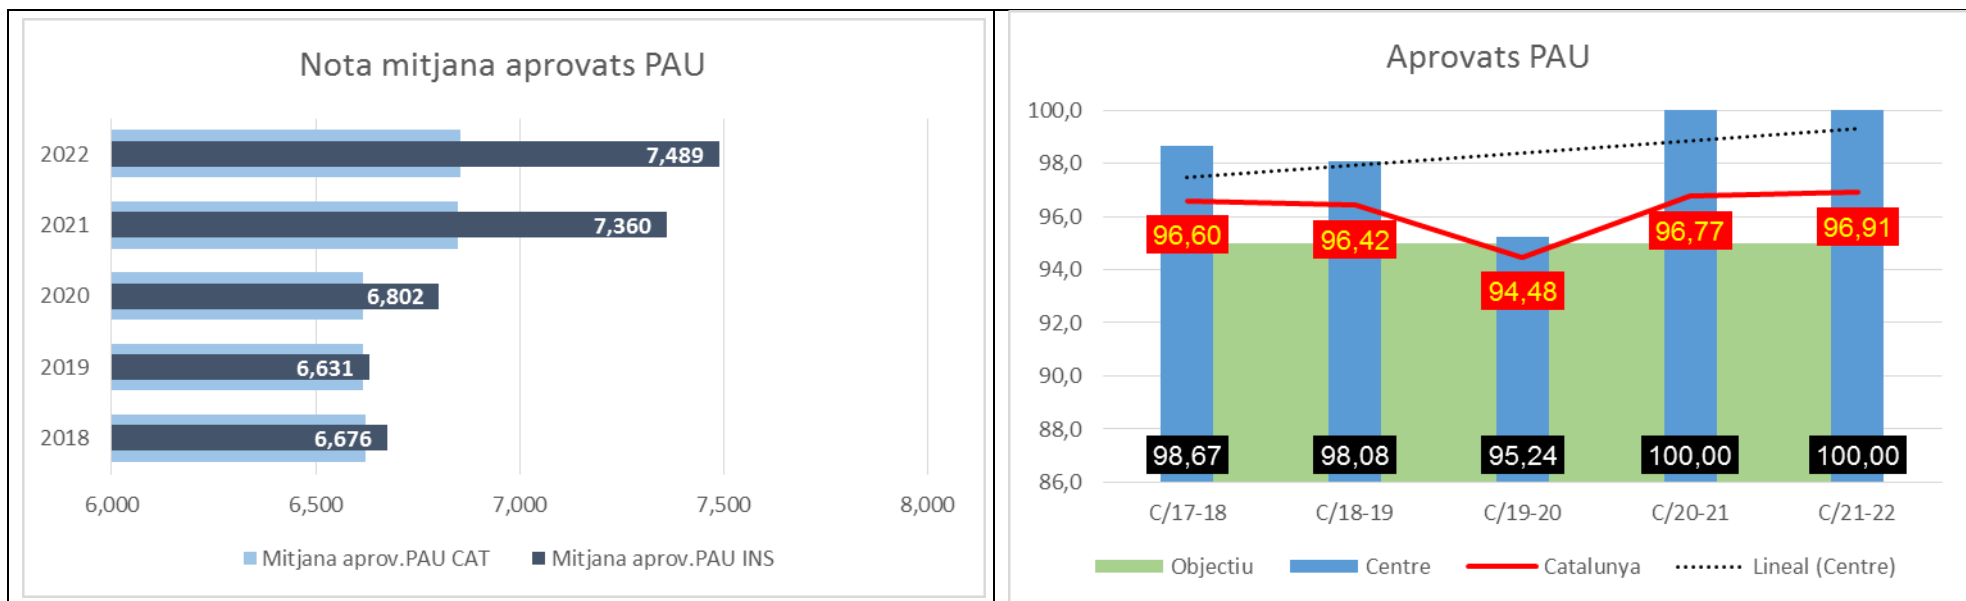 Nota mitjana aprovats PAU
2022
7,489
2021
7,360
2020
6,802
2019
6,631
2018
6,676
6,000 6,500 7,000 7,500 8,000
Mitjana aprov.PAU CAT Mitjana aprov.PAU INS
Aprovats PAU
100,0
98,0
96,0
94,0
92,0
90,0
88,0
86,0
96,60 96,42 94,48 96,77 96,91
98,67 98,08 95,24 100,00 100,00
C/17-18 C/18-19 C/19-20 C/20-21 C/21-22
Objectiu Centre Catalunya Lineal (Centre)